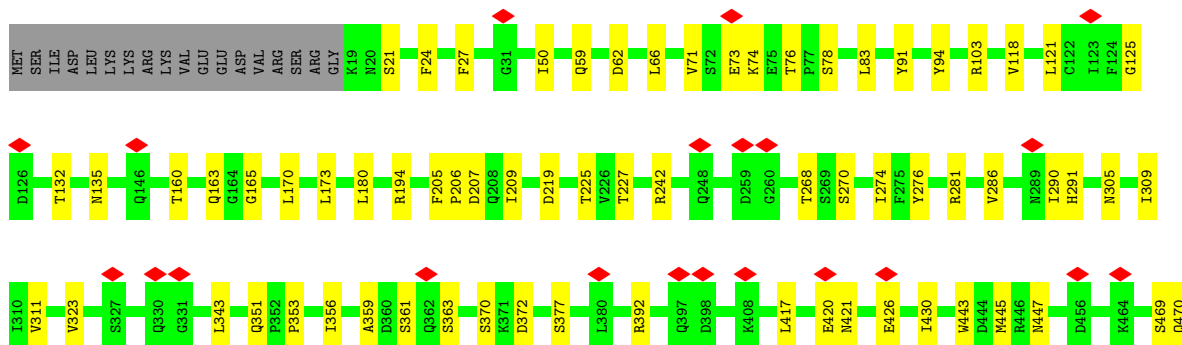 MET SER ILE ASP LEU LYS LYS ARG LYS VAL GLU GLU ASP VAL ARG SER ARG GLY K19 N20 S21 F24 F27 G31 I50 Q59 D62 L66 V71 S72 E73 K74 E75 T76 P77 S78 L83 Y91 Y94 R103 V118 L121 C122 I123 F124 G125
D126 T132 N135 Q146 T160 Q163 G164 G165 L170 L173 L180 R194 F205 P206 D207 Q208 I209 D219 T225 V226 T227 R242 Q248 D259 G260 T268 S269 S270 I274 F275 Y276 R281 V286 N289 I290 H291 N305 I309
I310 V311 V323 S327 Q330 G331 L343 Q351 P352 P353 I356 A359 D360 S361 Q362 S363 S370 K371 D372 S377 L380 R392 Q397 D398 K408 L417 E420 N421 E426 I430 W443 D444 M445 R446 N447 D456 K464 S469 Q470